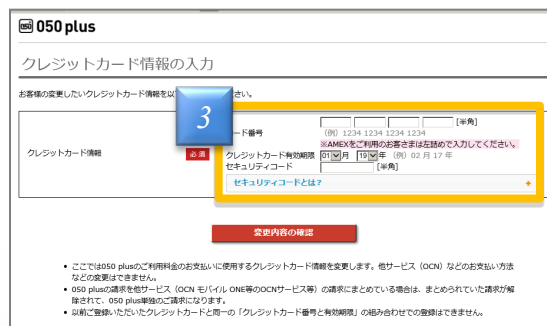 050 050 plus
クレジットカード情報の入力
お客様の変更したいクレジットカード情報を以 さい。
3
クレジットカード情報
必須
ード番号
[半角]
(例) 1234 1234 1234 1234
※AMEXをご利用のお客さまは左詰めで入力してください。
クレジットカード有効期限 01 月 19 年 (例) 02 月 17 年
セキュリティコード [半角]
セキュリティコードとは? +
変更内容の確認
• ここでは050 plusのご利用料金のお支払いに使用するクレジットカード情報を変更します。他サービス（OCN）などのお支払い方法
などの変更はできません。
• 050 plusの請求を他サービス（OCN モバイル ONE等のOCNサービス等）の請求にまとめている場合は、まとめられていた請求が解
除されて、050 plus単独のご請求になります。
• 以前ご登録いただいたクレジットカードと同一の「クレジットカード番号と有効期限」の組み合わせでの登録はできません。